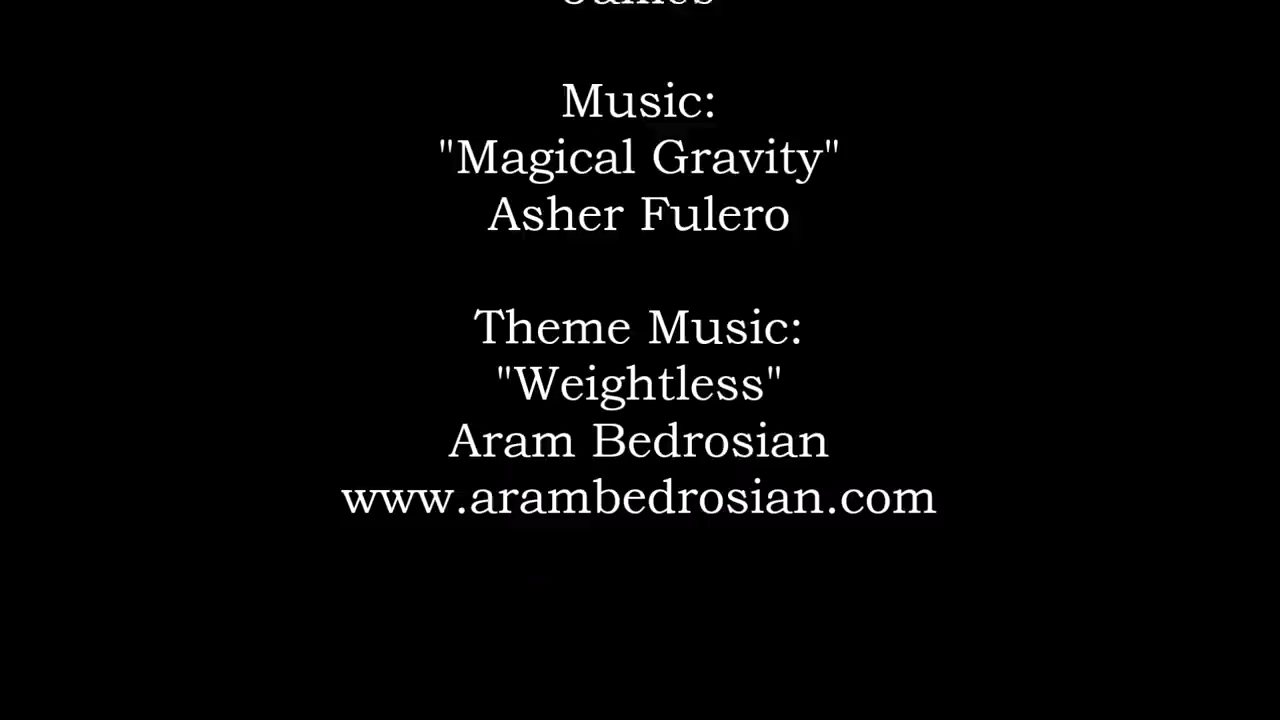 Music:
"Magical Gravity"
Asher Fulero
Theme Music:
"Weightless"
Aram Bedrosian
www.arambedrosian.com